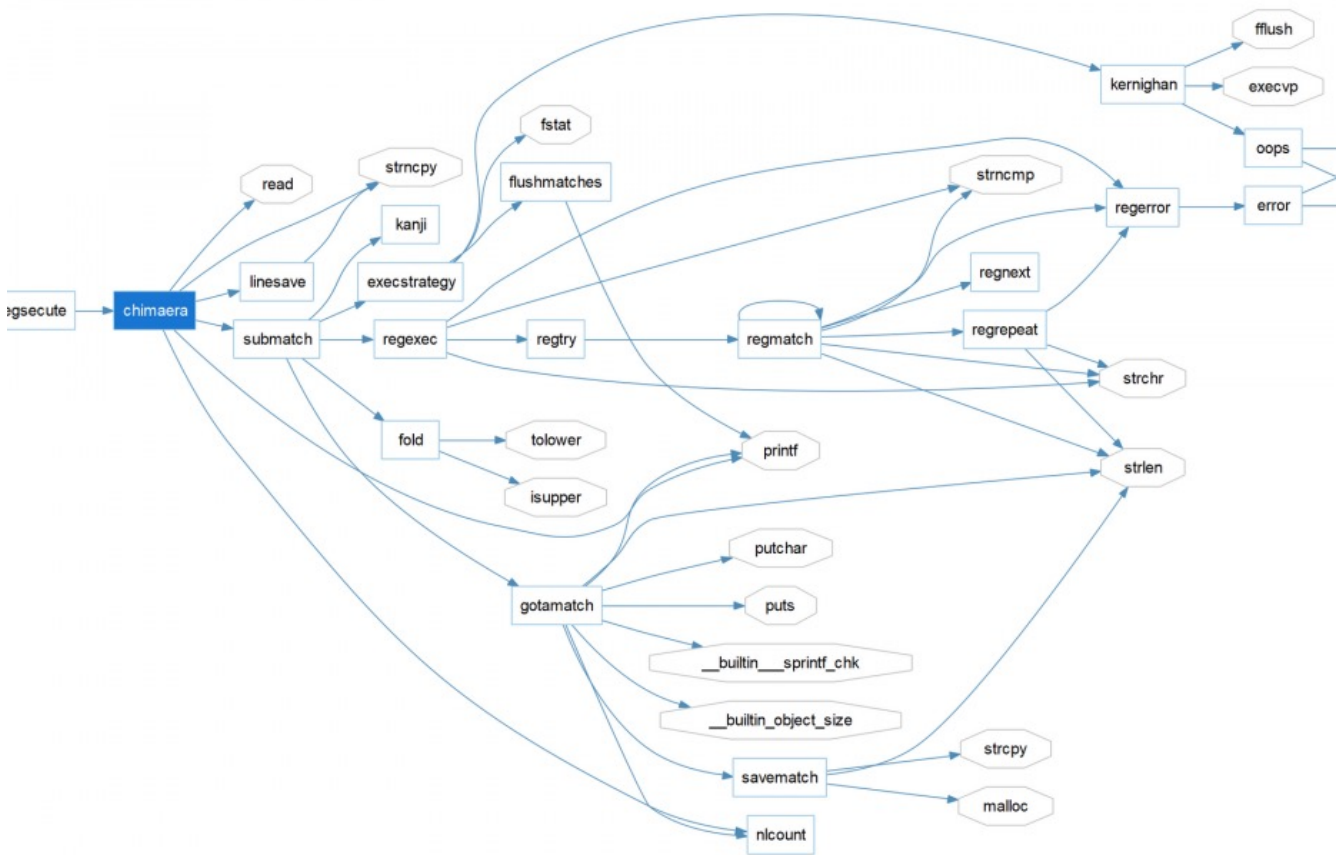 fflush
kernighan
execvp
fstat
oops
strncpy
flushmatches
strncmp
read
kanji
regerror
error
linesave
execstrategy
regnext
egsecute
chimaera
submatch
regexec
regtry
regmatch
regrepeat
strchr
fold
tolower
printf
strlen
isupper
putchar
gotamatch
puts
__builtin___sprintf_chk
__builtin_object_size
savematch
strcpy
malloc
nlcount